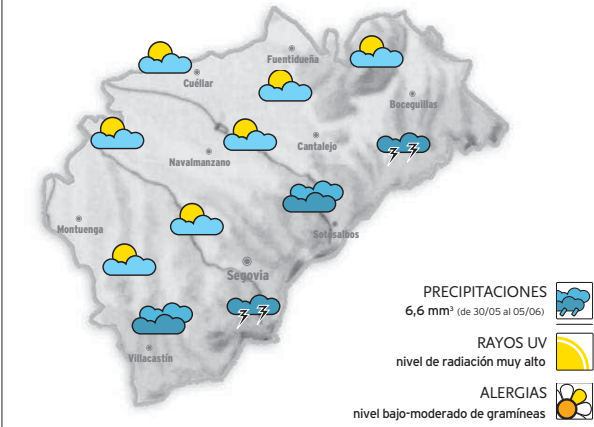 Fuentidueña
Cuéllar
Boceguillas
Cantalejo
Navalmanzano
Montuenga
Sotosalbos
Segovia
Villacastín
PRECIPITACIONES
6,6 mm³ (de 30/05 al 05/06)
RAYOS UV
nivel de radiación muy alto
ALERGIAS
nivel bajo-moderado de gramíneas